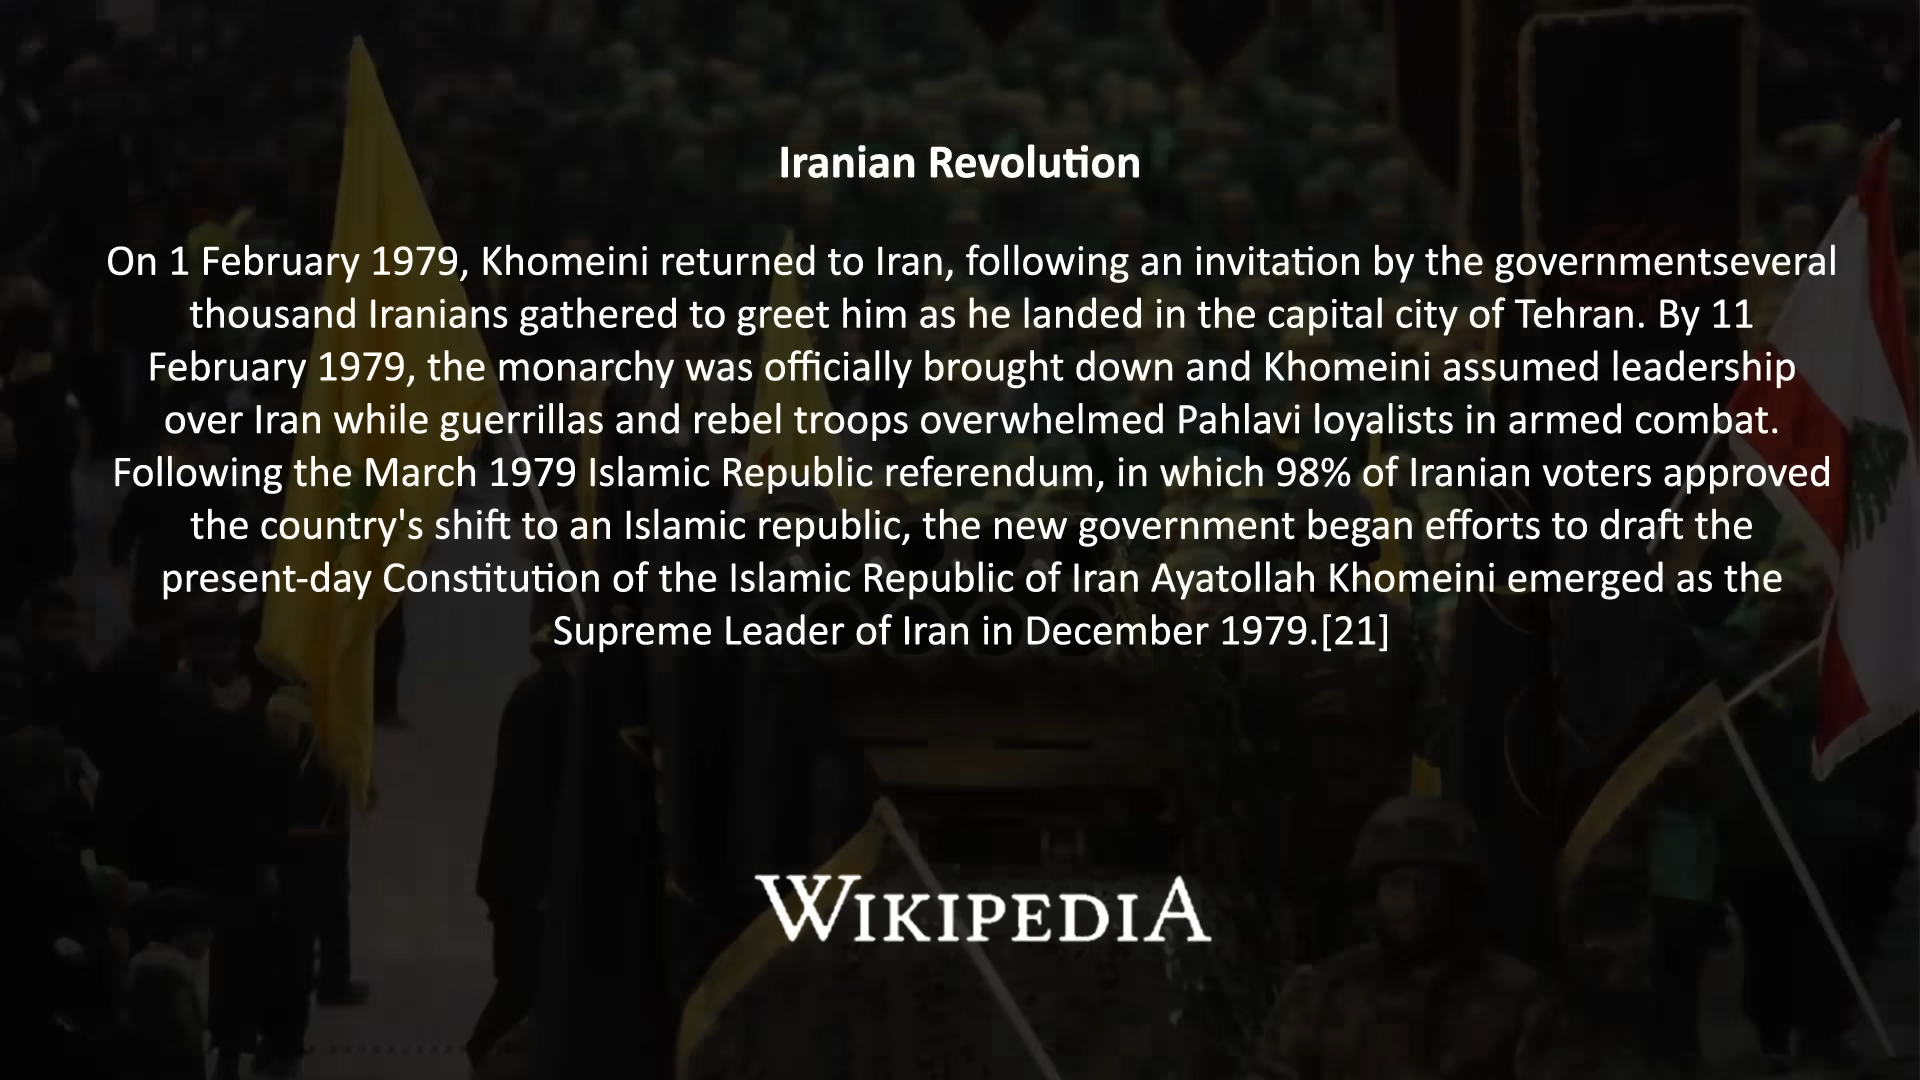 Iranian Revolution
On 1 February 1979, Khomeini returned to Iran, following an invitation by the governmentseveral
thousand Iranians gathered to greet him as he landed in the capital city of Tehran. By 11
February 1979, the monarchy was officially brought down and Khomeini assumed leadership
over Iran while guerrillas and rebel troops overwhelmed Pahlavi loyalists in armed combat.
Following the March 1979 Islamic Republic referendum, in which 98% of Iranian voters approved
the country's shift to an Islamic republic, the new government began efforts to draft the
present-day Constitution of the Islamic Republic of Iran Ayatollah Khomeini emerged as the
Supreme Leader of Iran in December 1979.[21]
WIKIPEDIA